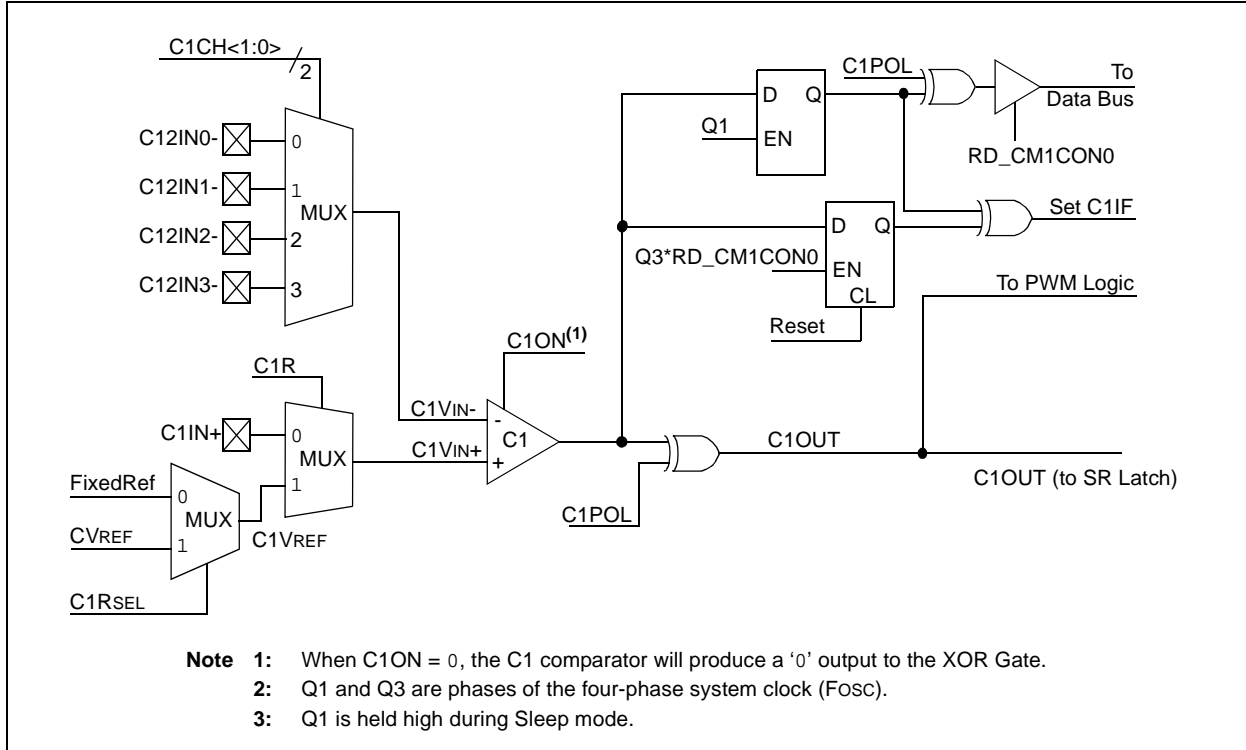 C1CH<1:0>
2
C12IN0-
0
C12IN1-
1
MUX
C12IN2-
2
C12IN3-
3
C1POL
To
Data Bus
D Q
Q1
EN
RD_CM1CON0
Set C1IF
D Q
Q3*RD_CM1CON0
EN
CL
Reset
To PWM Logic
C1ON(1)
C1R
C1IN+
0
MUX
1
C1VIN-
-
C1
C1VIN+
+
C1OUT
C1OUT (to SR Latch)
C1POL
FixedRef
0
MUX
CVREF
1
C1VREF
C1RSEL
Note 1: When C1ON = 0, the C1 comparator will produce a ‘0’ output to the XOR Gate.
2: Q1 and Q3 are phases of the four-phase system clock (FOSC).
3: Q1 is held high during Sleep mode.